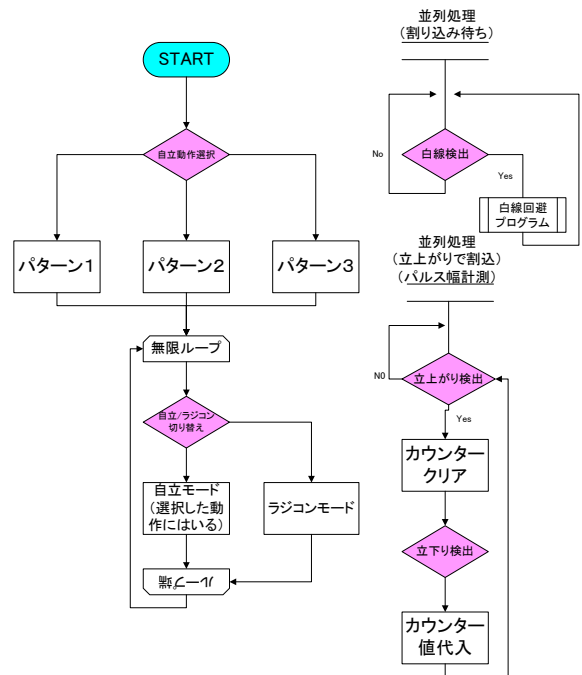 START
自立動作選択
パターン1
パターン2
パターン3
無限ループ
自立/ラジコン
切り替え
自立モード
(選択した動
作にはいる)
ラジコンモード
ループ端
並列処理
(割り込み待ち)
白線検出
No
Yes
白線回避
プログラム
並列処理
(立上がりで割込)
(パルス幅計測)
立上がり検出
N0
Yes
カウンター
クリア
立下り検出
カウンター
値代入